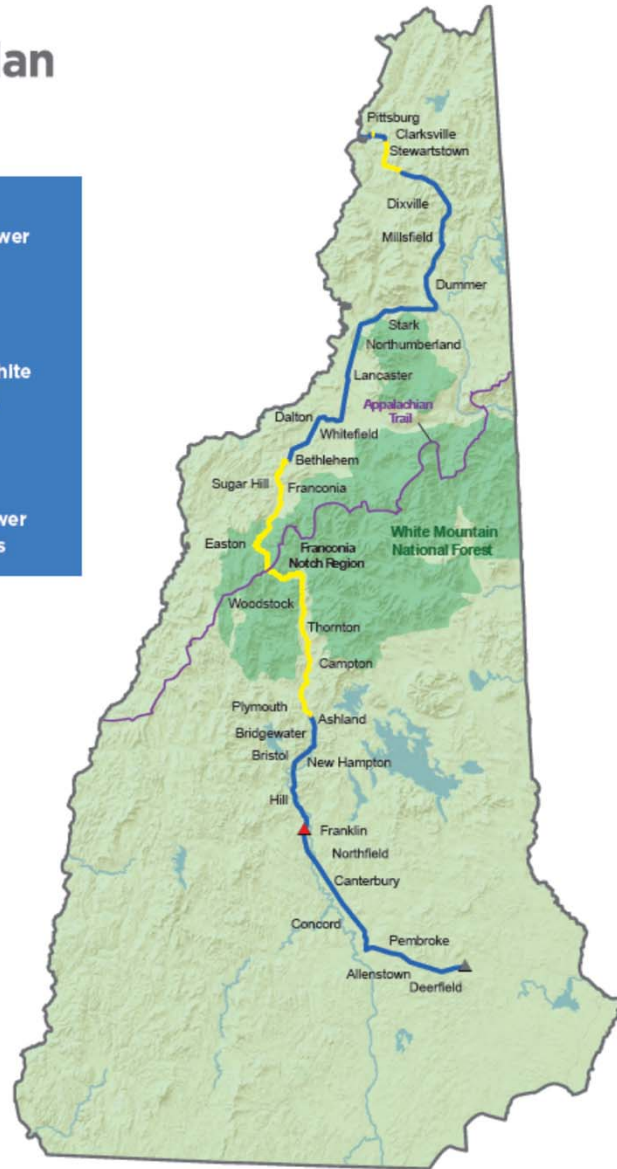 lan
wer
hite
wer
s
Pittsburg
Clarksville
Stewartstown
Dixville
Millsfield
Dummer
Stark
Northumberland
Lancaster
Appalachian
Trail
Dalton
Whitefield
Bethlehem
Sugar Hill
Franconia
White Mountain
National Forest
Easton
Franconia
Notch Region
Woodstock
Thornton
Campton
Plymouth
Ashland
Bridgewater
Bristol
New Hampton
Hill
Franklin
Northfield
Canterbury
Concord
Pembroke
Allenstown
Deerfield